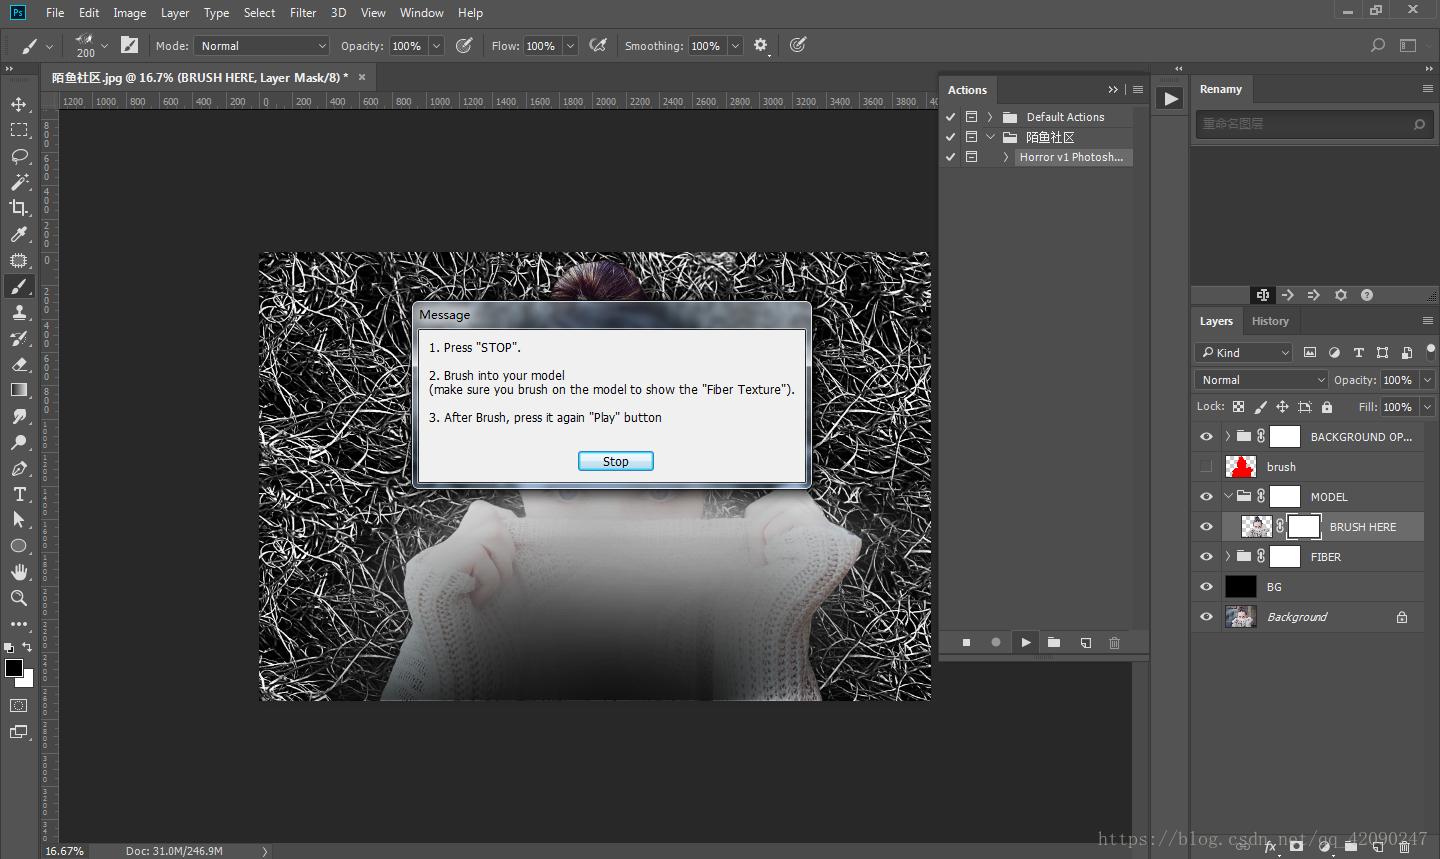 Ps File Edit Image Layer Type Select Filter 3D View Window Help
200 Mode: Normal Opacity: 100% Flow: 100% Smoothing: 100%
陌鱼社区.jpg @ 16.7% (BRUSH HERE, Layer Mask/8) *
1200 1000 800 600 400 200 0 200 400 600 800 1000 1200 1400 1600 1800 2000 2200 2400 2600 2800 3000 3200 3400 3600 3800
Actions
Default Actions
陌鱼社区
Horror v1 Photosh...
Renamy
重命名图层
Message
1. Press "STOP".
2. Brush into your model
(make sure you brush on the model to show the "Fiber Texture").
3. After Brush, press it again "Play" button
Stop
Layers History
Kind
Normal Opacity: 100%
Lock: Fill: 100%
BACKGROUND OP...
brush
MODEL
BRUSH HERE
FIBER
BG
Background
16.67% Doc: 31.0M/246.9M
https://blog.csdn.net/qq_42090247
fx